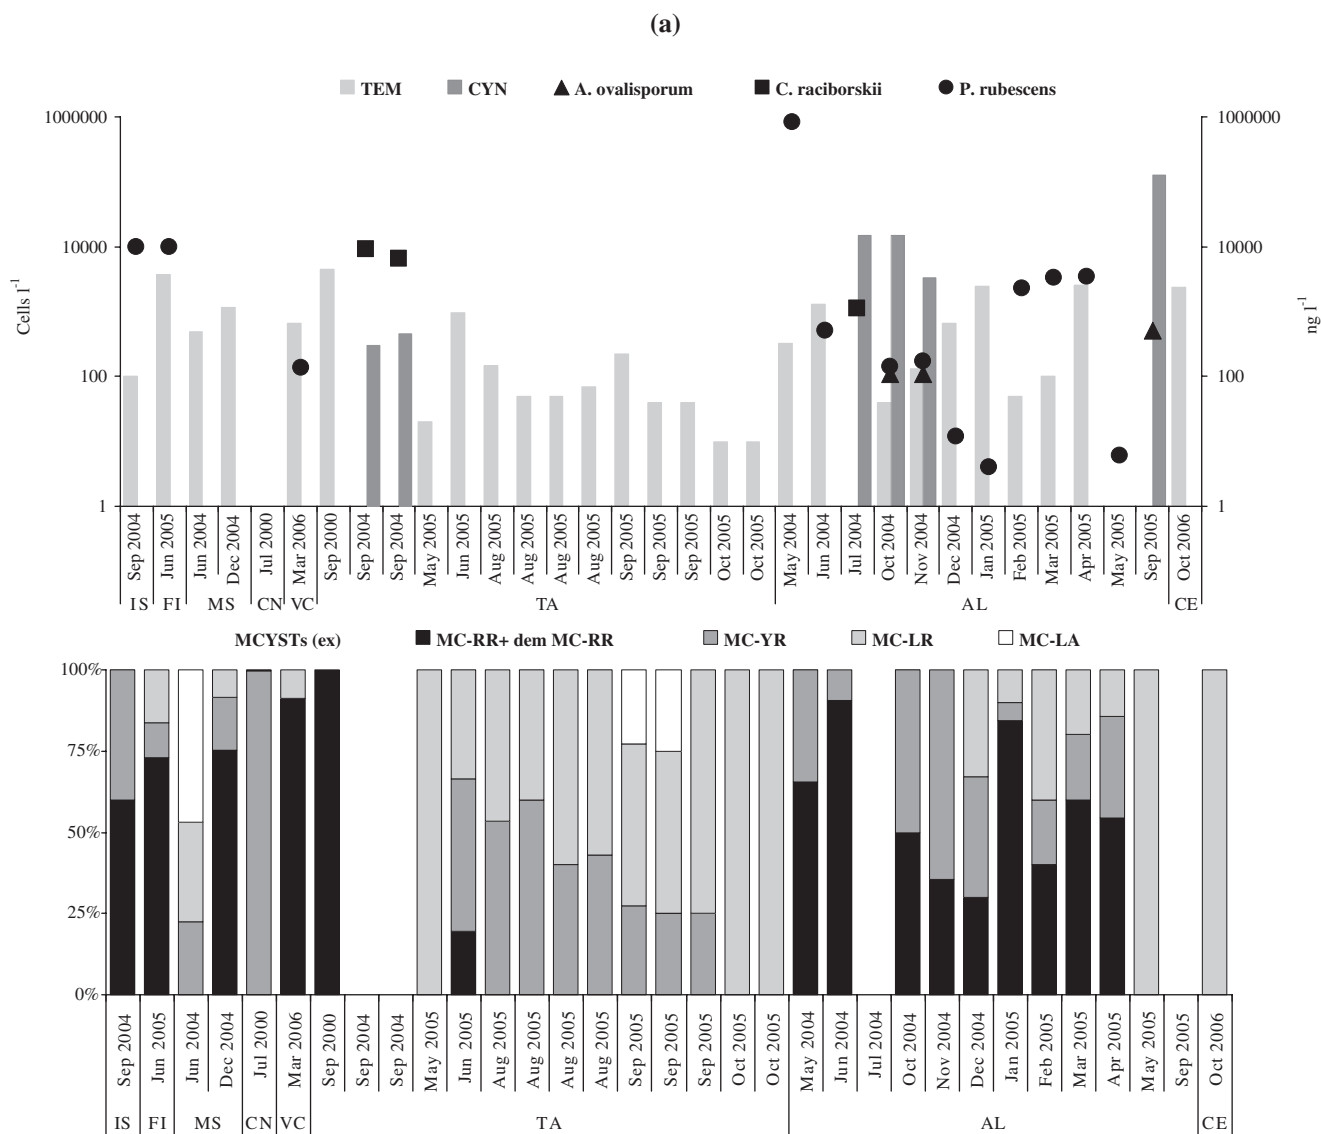 (a)
TEM CYN A. ovalisporum C. raciborskii P. rubescens
1000000 1000000
10000 10000
Cells l-1 ng l-1
100 100
1 1
Sep 2004 Jun 2005 Jun 2004 Dec 2004 Jul 2000 Mar 2006 Sep 2000 Sep 2004 Sep 2004 May 2005 Jun 2005 Aug 2005 Aug 2005 Aug 2005 Aug 2005 Sep 2005 Sep 2005 Sep 2005 Oct 2005 Oct 2005 May 2004 Jun 2004 Jul 2004 Oct 2004 Nov 2004 Dec 2004 Jan 2005 Feb 2005 Mar 2005 Apr 2005 May 2005 Sep 2005 Oct 2006
IS FI MS CN VC TA AL CE
MCYSTs (ex) MC-RR+ dem MC-RR MC-YR MC-LR MC-LA
100%
75%
50%
25%
0%
Sep 2004 Jun 2005 Jun 2004 Dec 2004 Jul 2000 Mar 2006 Sep 2000 Sep 2004 Sep 2004 May 2005 Jun 2005 Aug 2005 Aug 2005 Aug 2005 Aug 2005 Sep 2005 Sep 2005 Sep 2005 Oct 2005 Oct 2005 May 2004 Jun 2004 Jul 2004 Oct 2004 Nov 2004 Dec 2004 Jan 2005 Feb 2005 Mar 2005 Apr 2005 May 2005 Sep 2005 Oct 2006
IS FI MS CN VC TA AL CE